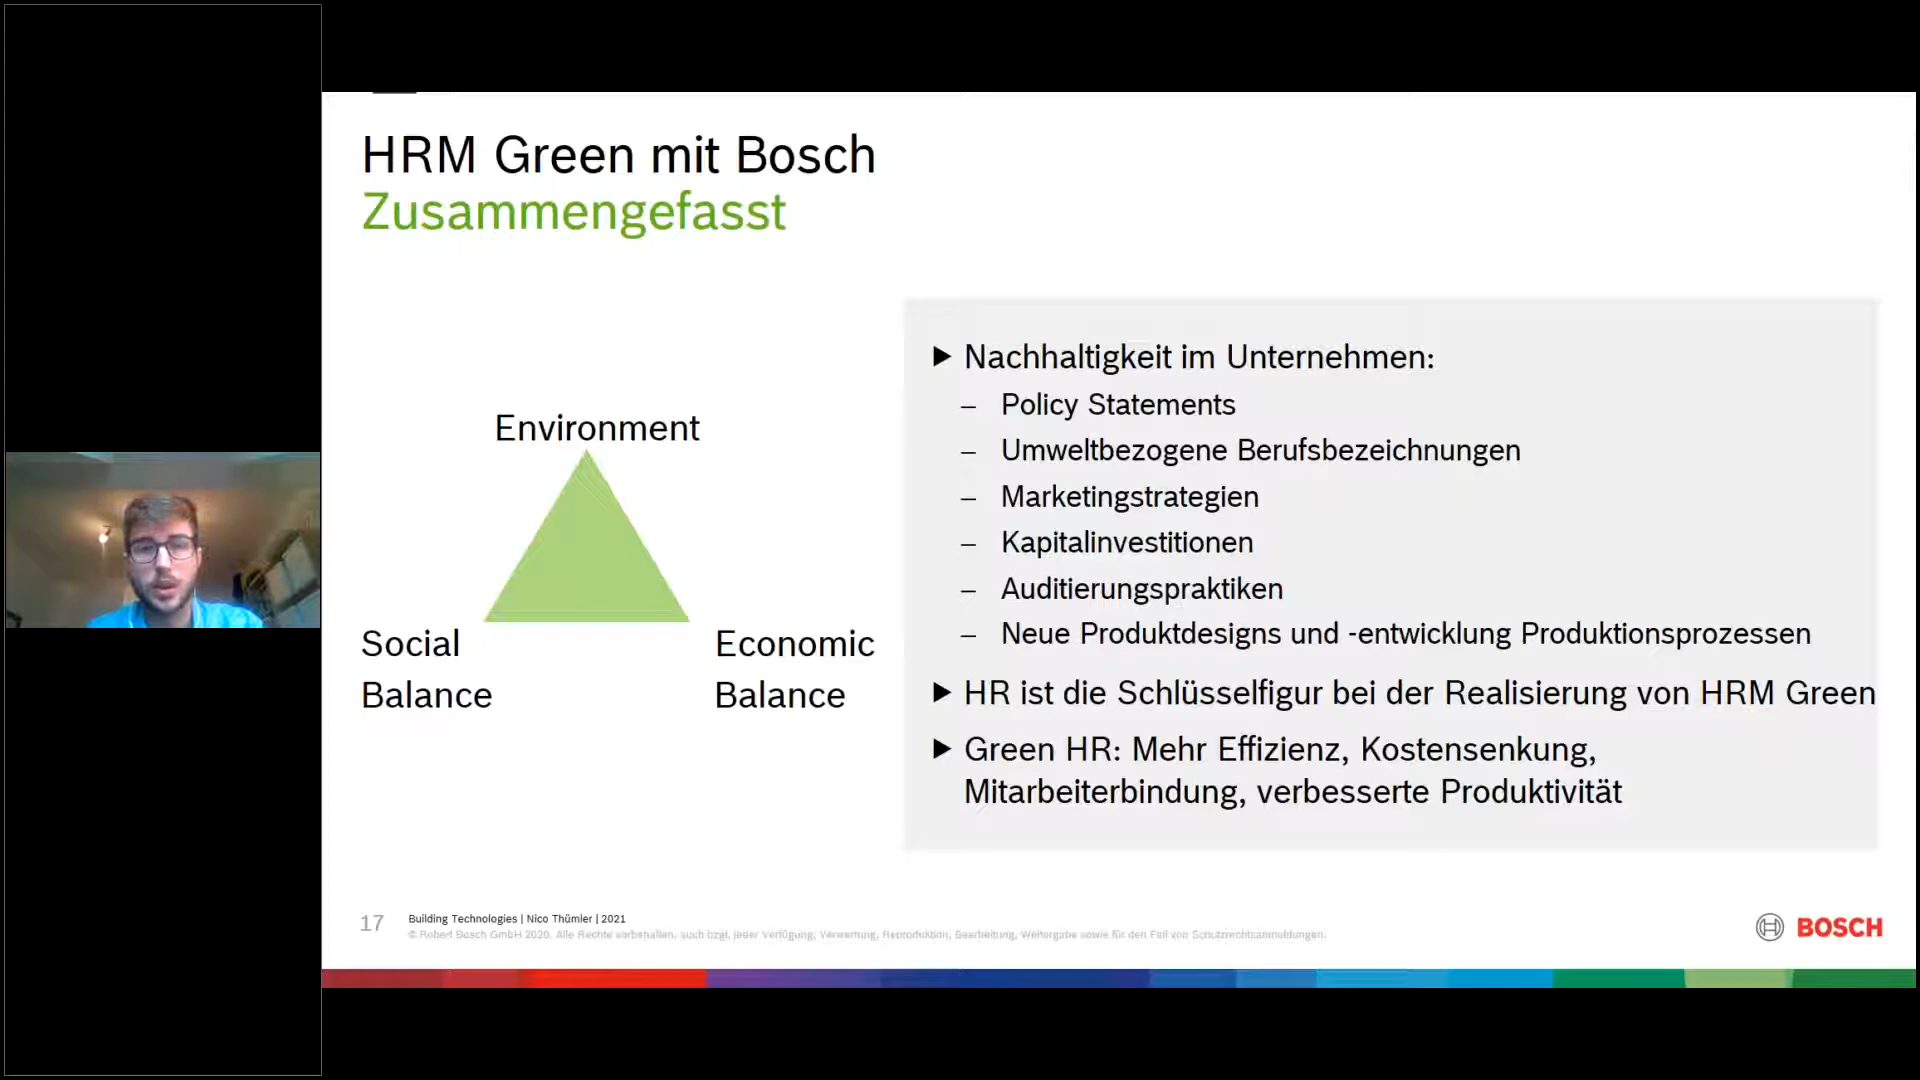 HRM Green mit Bosch
Zusammengefasst
Environment
Social
Balance
Economic
Balance
▶ Nachhaltigkeit im Unternehmen:
– Policy Statements
– Umweltbezogene Berufsbezeichnungen
– Marketingstrategien
– Kapitalinvestitionen
– Auditierungspraktiken
– Neue Produktdesigns und -entwicklung Produktionsprozessen
▶ HR ist die Schlüsselfigur bei der Realisierung von HRM Green
▶ Green HR: Mehr Effizienz, Kostensenkung,
Mitarbeiterbindung, verbesserte Produktivität
17
Building Technologies | Nico Thümler | 2021
© Robert Bosch GmbH 2020. Alle Rechte vorbehalten, auch bzgl. jeder Verfügung, Verwertung, Reproduktion, Bearbeitung, Weitergabe sowie für den Fall von Schutzrechtsanmeldungen.
BOSCH